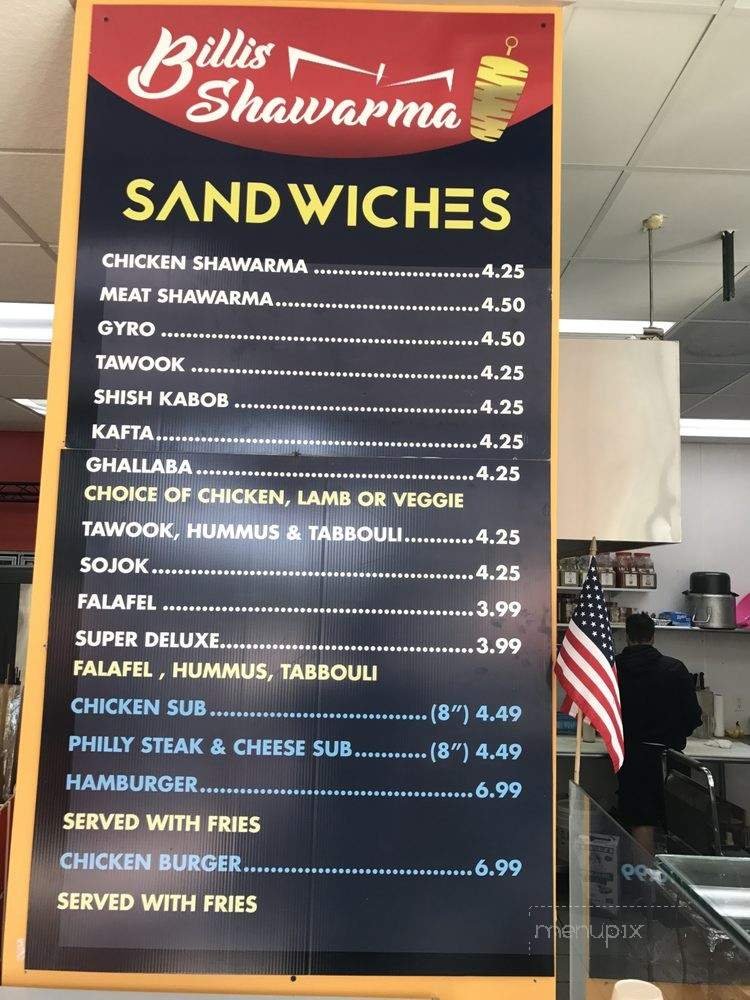 Billis
Shawarma
SANDWICHES
CHICKEN SHAWARMA ........................4.25
MEAT SHAWARMA.............................4.50
GYRO .............................................4.50
TAWOOK .........................................4.25
SHISH KABOB ...................................4.25
KAFTA..............................................4.25
GHALLABA ........................................4.25
CHOICE OF CHICKEN, LAMB OR VEGGIE
TAWOOK, HUMMUS & TABBOULI..........4.25
SOJOK..............................................4.25
FALAFEL ............................................3.99
SUPER DELUXE....................................3.99
FALAFEL , HUMMUS, TABBOULI
CHICKEN SUB ...............................(8") 4.49
PHILLY STEAK & CHEESE SUB..........(8") 4.49
HAMBURGER......................................6.99
SERVED WITH FRIES
CHICKEN BURGER................................6.99
SERVED WITH FRIES
menupix